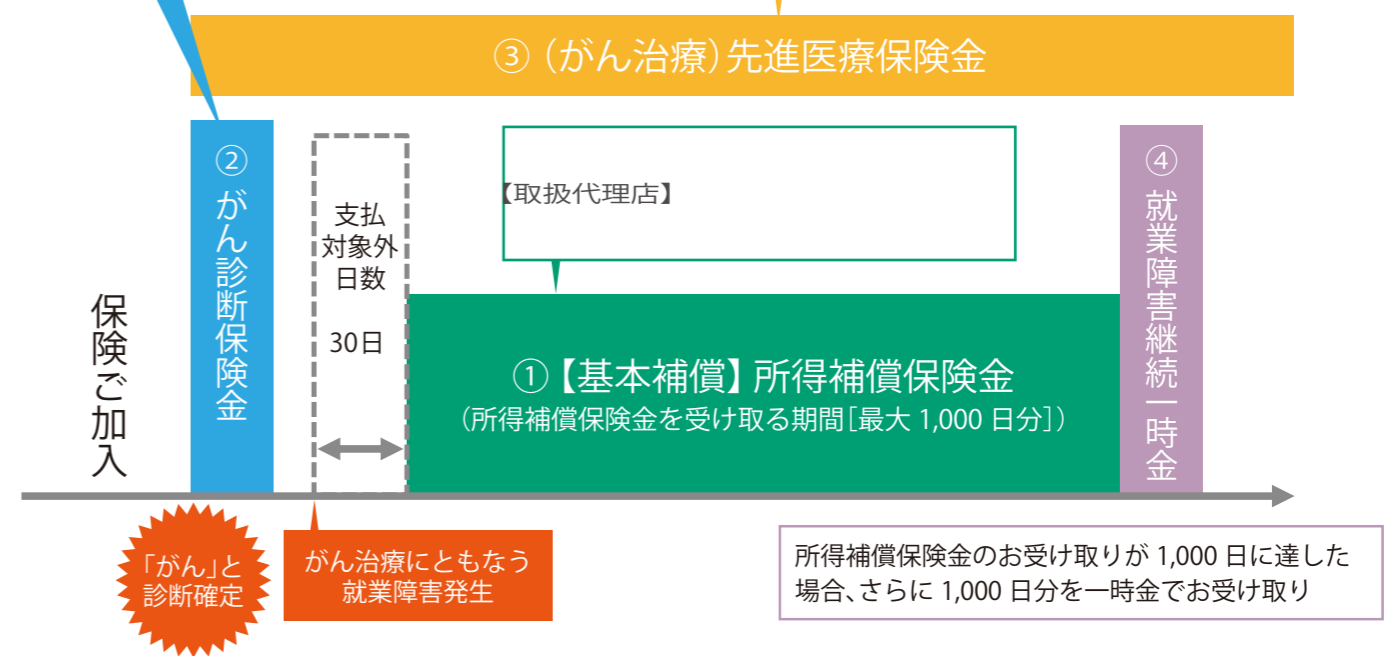 ③（がん治療）先進医療保険金
②がん診断保険金
支払
対象外
日数
30日
【取扱代理店】
④就業障害継続一時金
保険ご加入
①【基本補償】所得補償保険金
（所得補償保険金を受け取る期間［最大 1,000 日分］）
「がん」と
診断確定
がん治療にともなう
就業障害発生
所得補償保険金のお受け取りが 1,000 日に達した
場合、さらに 1,000 日分を一時金でお受け取り